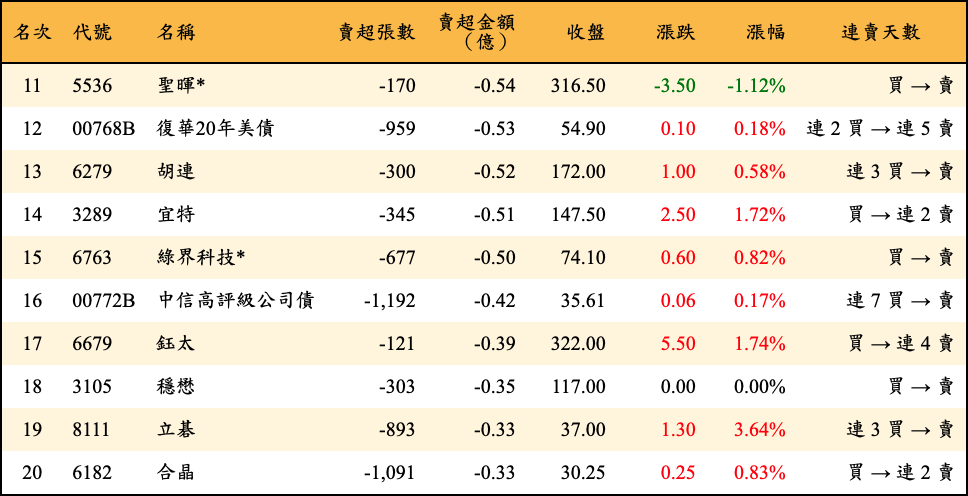 名次 代號 名稱 賣超張數 賣超金額（億） 收盤 漲跌 漲幅 連賣天數
11 5536 聖暉* -170 -0.54 316.50 -3.50 -1.12% 買 → 賣
12 00768B 復華20年美債 -959 -0.53 54.90 0.10 0.18% 連 2 買 → 連 5 賣
13 6279 胡連 -300 -0.52 172.00 1.00 0.58% 連 3 買 → 賣
14 3289 宜特 -345 -0.51 147.50 2.50 1.72% 買 → 連 2 賣
15 6763 綠界科技* -677 -0.50 74.10 0.60 0.82% 買 → 賣
16 00772B 中信高評級公司債 -1,192 -0.42 35.61 0.06 0.17% 連 7 買 → 賣
17 6679 鈺太 -121 -0.39 322.00 5.50 1.74% 買 → 連 4 賣
18 3105 穩懋 -303 -0.35 117.00 0.00 0.00% 買 → 賣
19 8111 立碁 -893 -0.33 37.00 1.30 3.64% 連 3 買 → 賣
20 6182 合晶 -1,091 -0.33 30.25 0.25 0.83% 買 → 連 2 賣